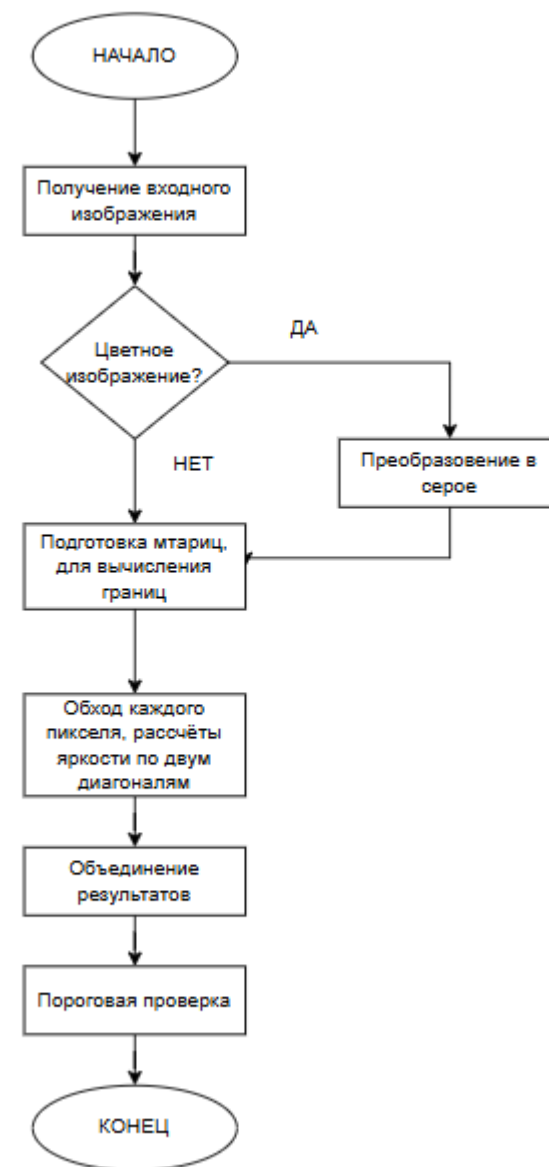 НАЧАЛО
Получение входного
изображения
Цветное
изображение?
ДА
НЕТ
Преобразовение в
серое
Подготовка мтариц,
для вычисления
границ
Обход каждого
пикселя, рассчёты
яркости по двум
диагоналям
Объединение
результатов
Пороговая проверка
КОНЕЦ